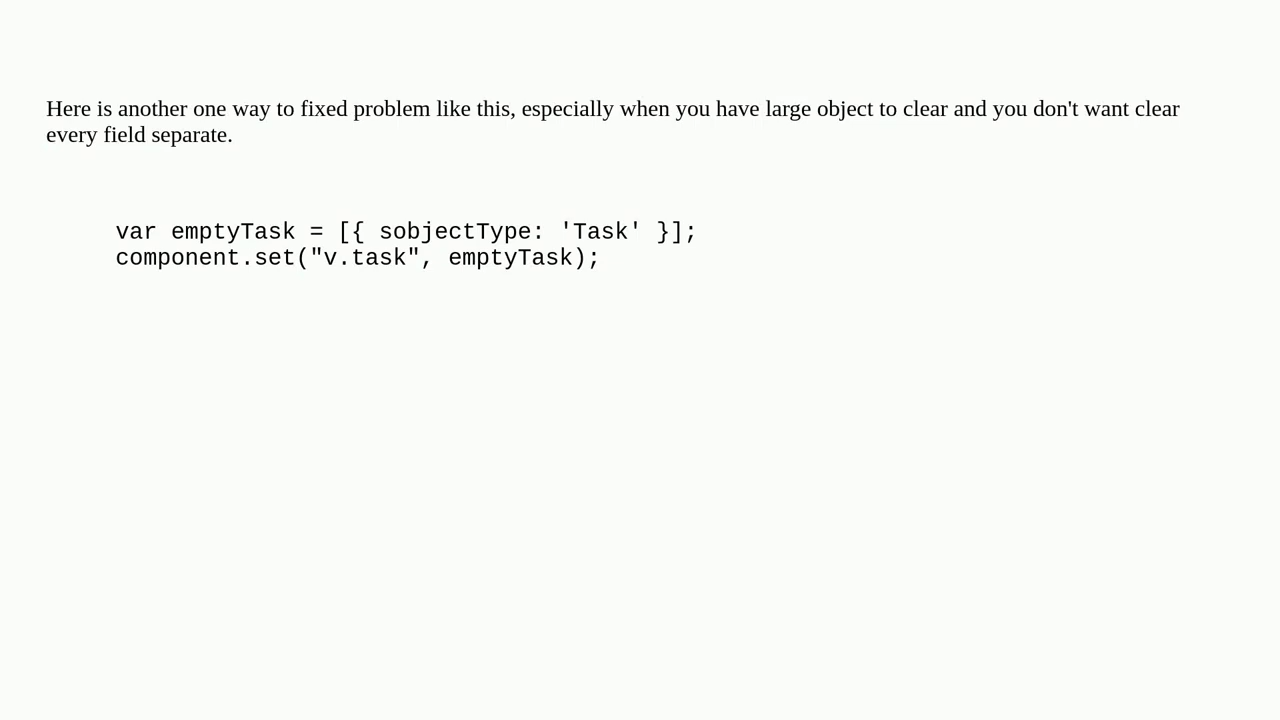 Here is another one way to fixed problem like this, especially when you have large object to clear and you don't want clear
every field separate.
var emptyTask = [{ sobjectType: 'Task' }];
component.set("v.task", emptyTask);